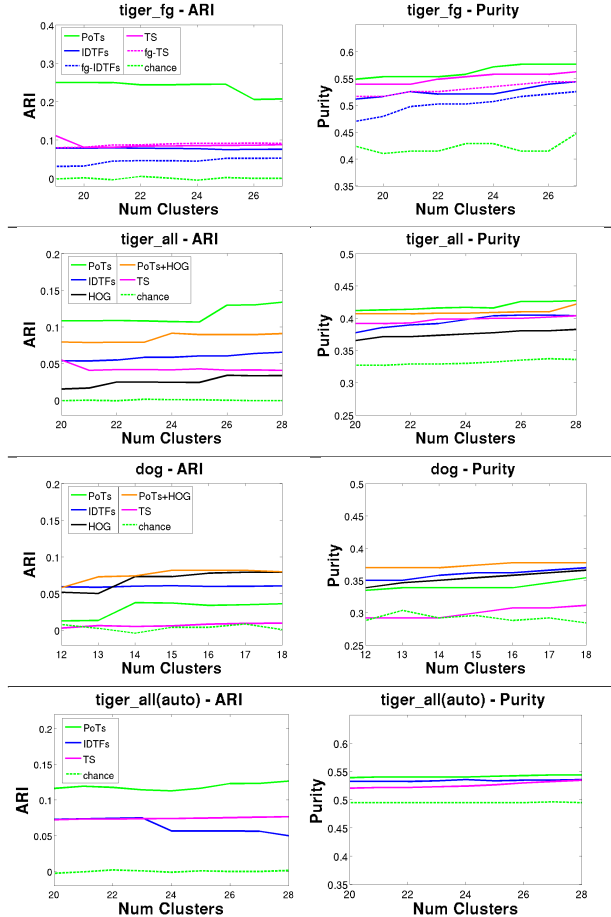 tiger_fg - ARI
0.4
0.3
0.2
0.1
0
ARI
PoTs
IDTFs
fg-IDTFs
TS
fg-TS
chance
20
22
24
26
Num Clusters
tiger_fg - Purity
0.6
0.55
0.5
0.45
0.4
0.35
Purity
20
22
24
26
Num Clusters
tiger_all - ARI
0.2
0.15
0.1
0.05
0
ARI
PoTs
IDTFs
HOG
PoTs+HOG
TS
chance
20
22
24
26
28
Num Clusters
tiger_all - Purity
0.5
0.45
0.4
0.35
0.3
0.25
Purity
20
22
24
26
28
Num Clusters
dog - ARI
0.2
0.15
0.1
0.05
0
ARI
PoTs
IDTFs
HOG
PoTs+HOG
TS
chance
12
13
14
15
16
17
18
Num Clusters
dog - Purity
0.5
0.45
0.4
0.35
0.3
0.25
Purity
12
13
14
15
16
17
18
Num Clusters
tiger_all(auto) - ARI
0.2
0.15
0.1
0.05
0
ARI
PoTs
IDTFs
TS
chance
20
22
24
26
28
Num Clusters
tiger_all(auto) - Purity
0.6
0.55
0.5
0.45
0.4
0.35
Purity
20
22
24
26
28
Num Clusters